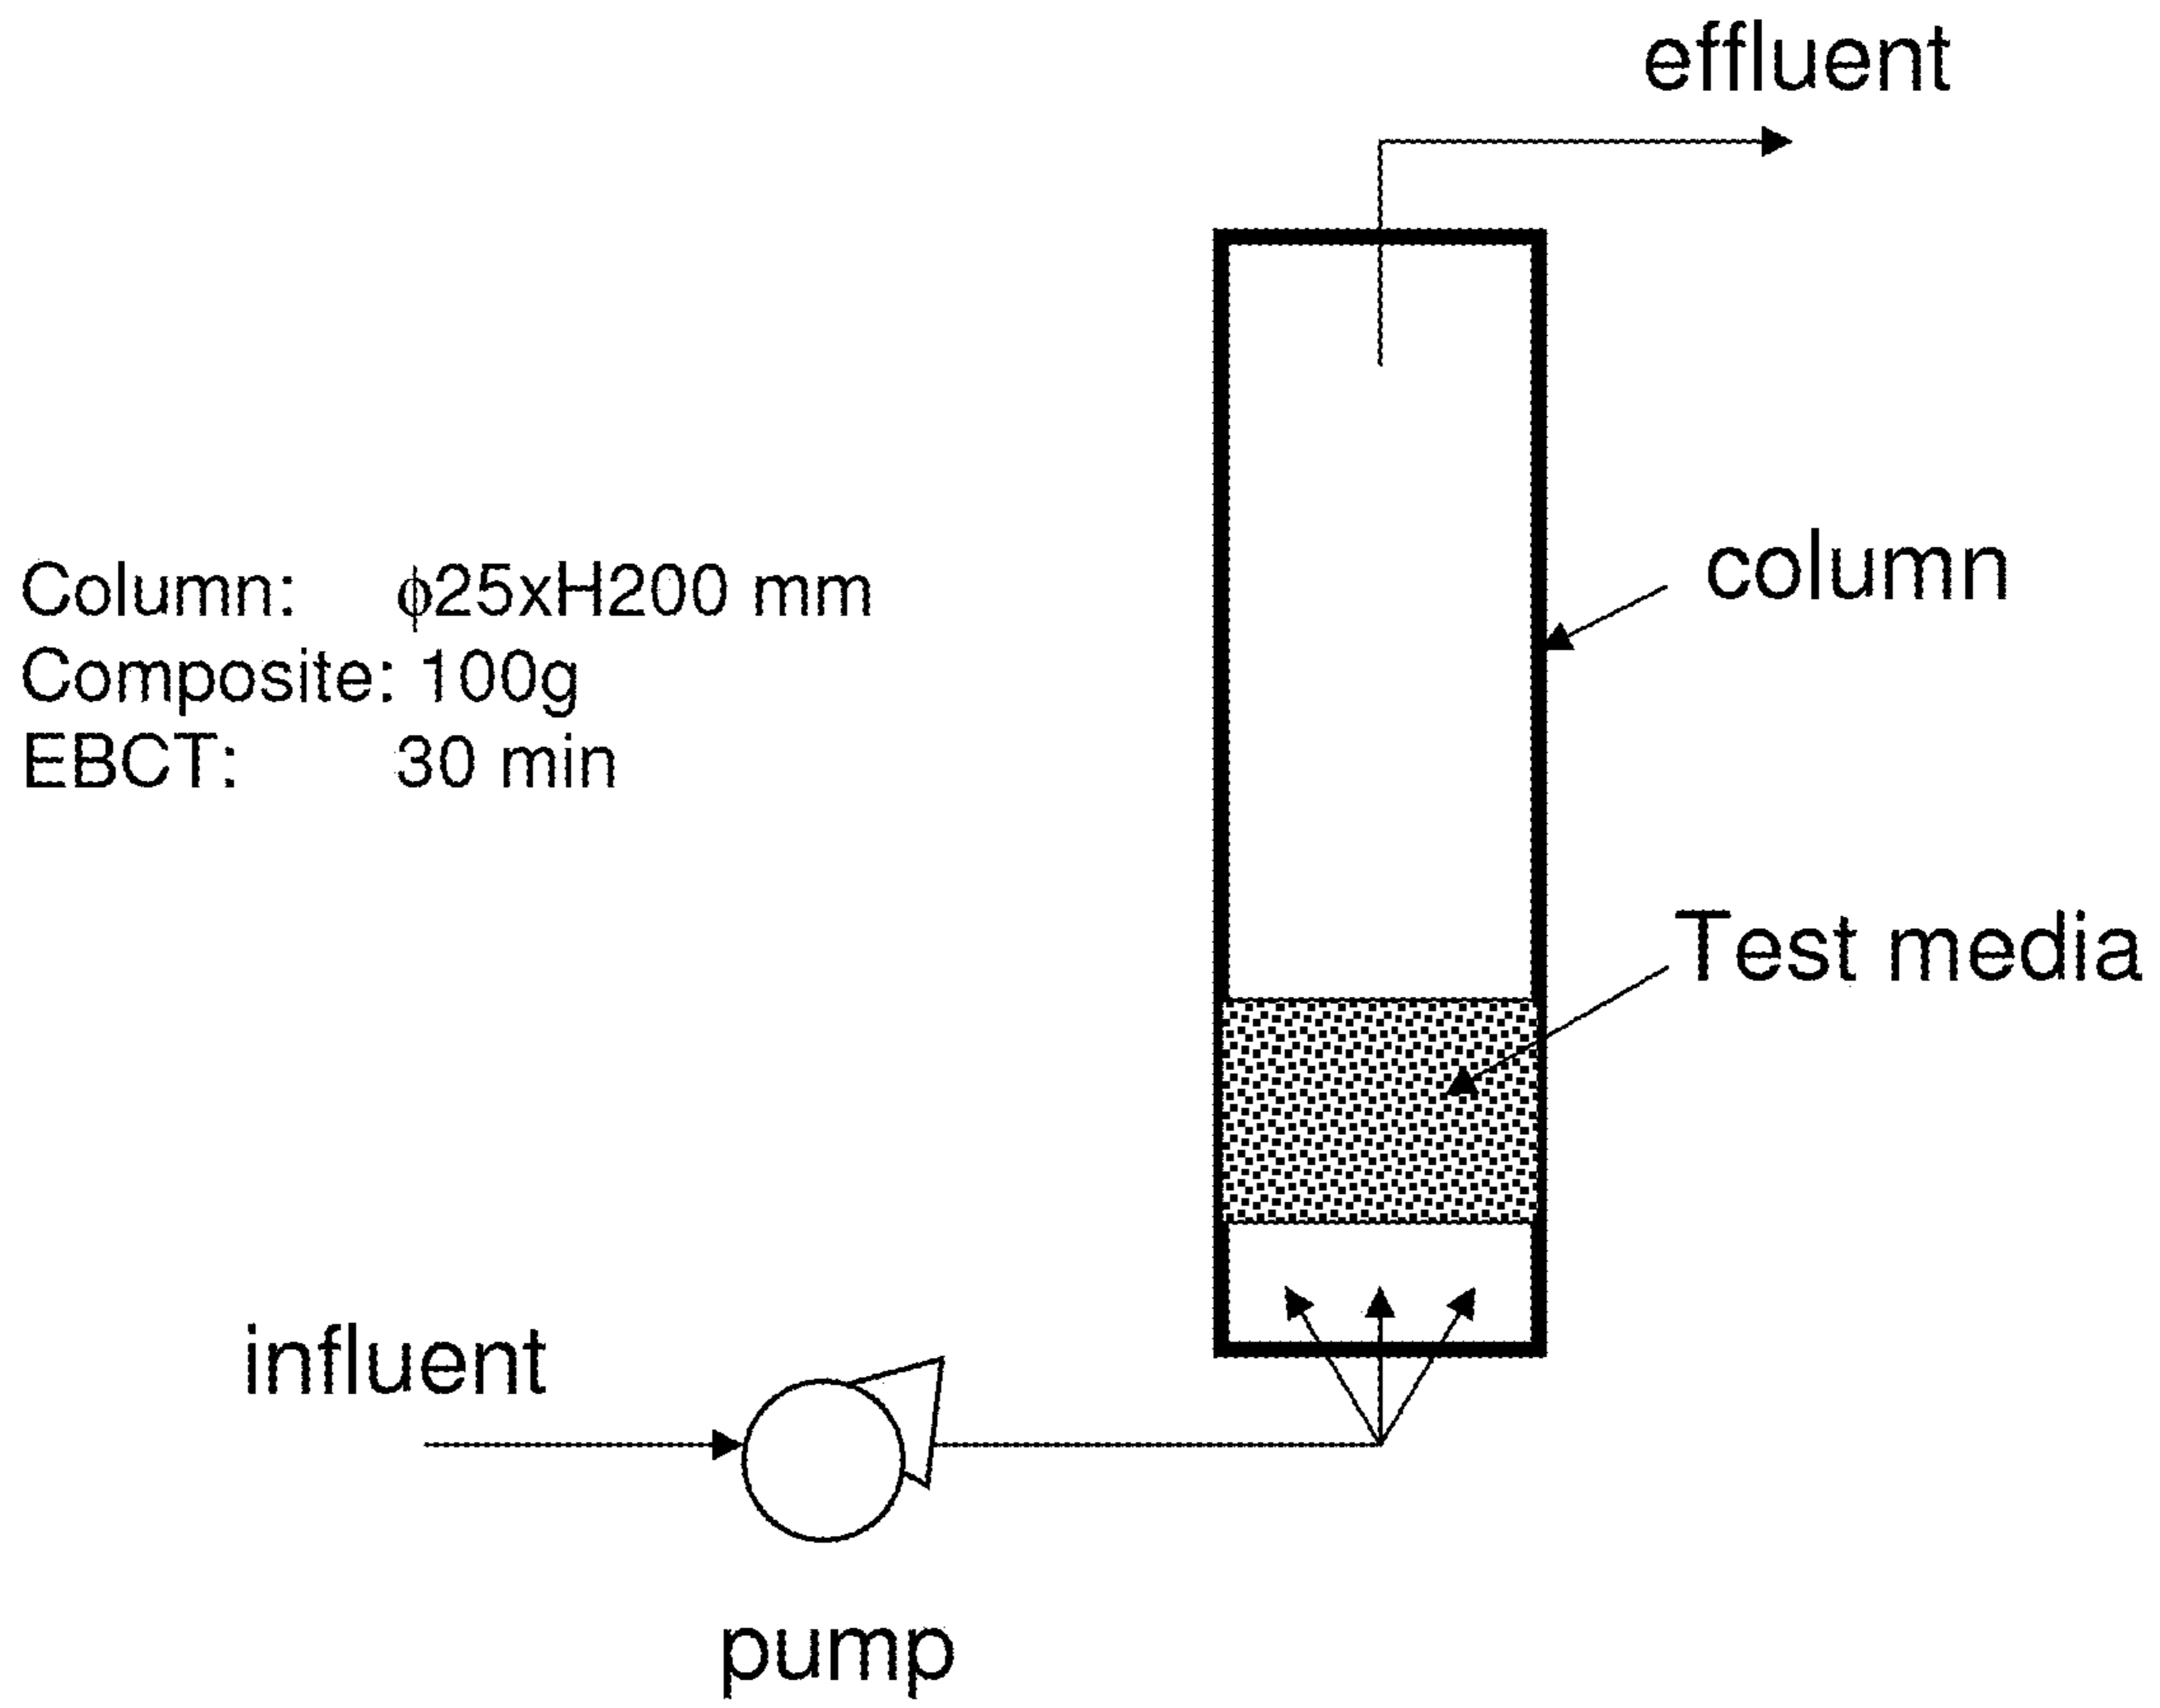 effluent
Column: ϕ25xH200 mm
Composite: 100g
EBCT: 30 min
column
Test media
influent
pump